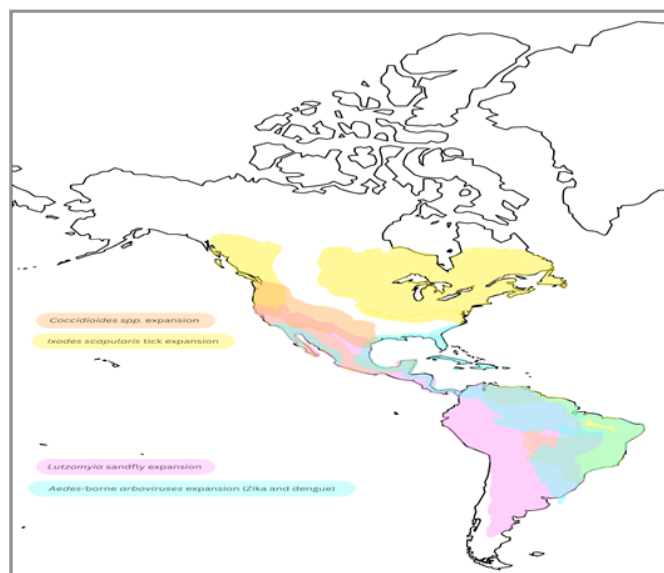 Coccidioides spp. expansion
Ixodes scapularis tick expansion
Lutzomyia sandfly expansion
Aedes-borne arboviruses expansion (Zika and dengue)